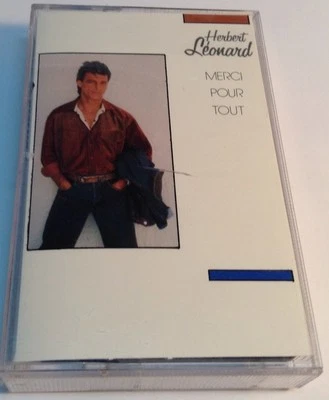 Herbert
Léonard
MERCI
POUR
TOUT